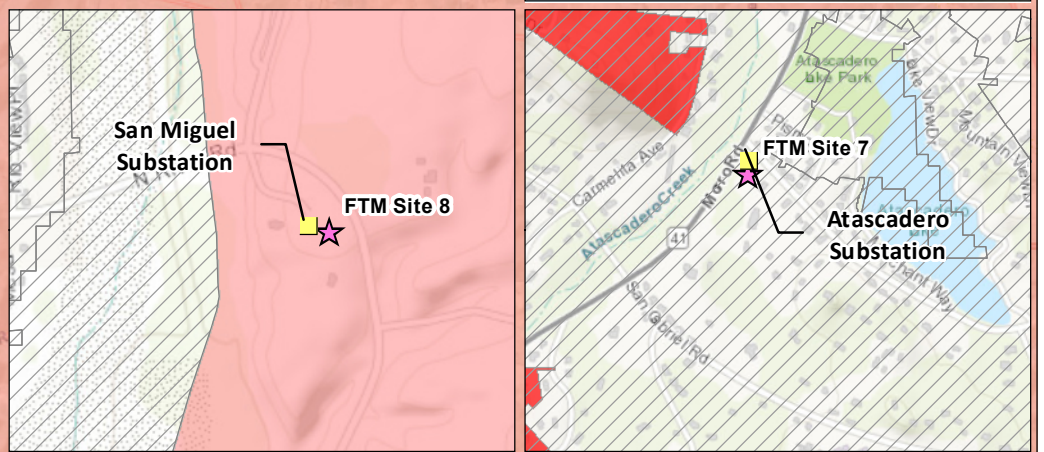 San Miguel
Substation
FTM Site 8
Rd
Atascadero
Lake Park
FTM Site 7
Carmelita Ave
Atascadero Creek
Morro Rd
41
Atascadero
Substation
Lake View Dr
Mountain View
San Gabriel Rd